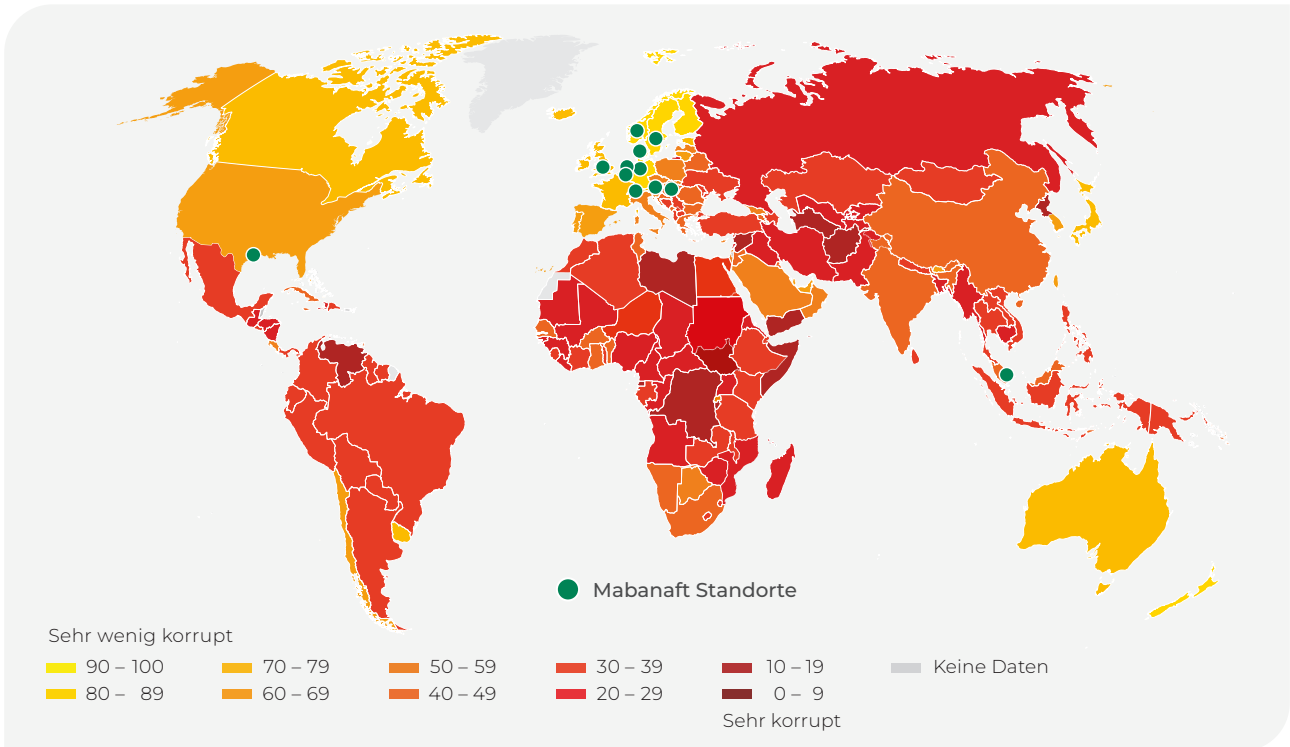 Mabanaft Standorte
Sehr wenig korrupt
90 – 100 70 – 79 50 – 59 30 – 39 10 – 19 Keine Daten
80 – 89 60 – 69 40 – 49 20 – 29 0 – 9
Sehr korrupt